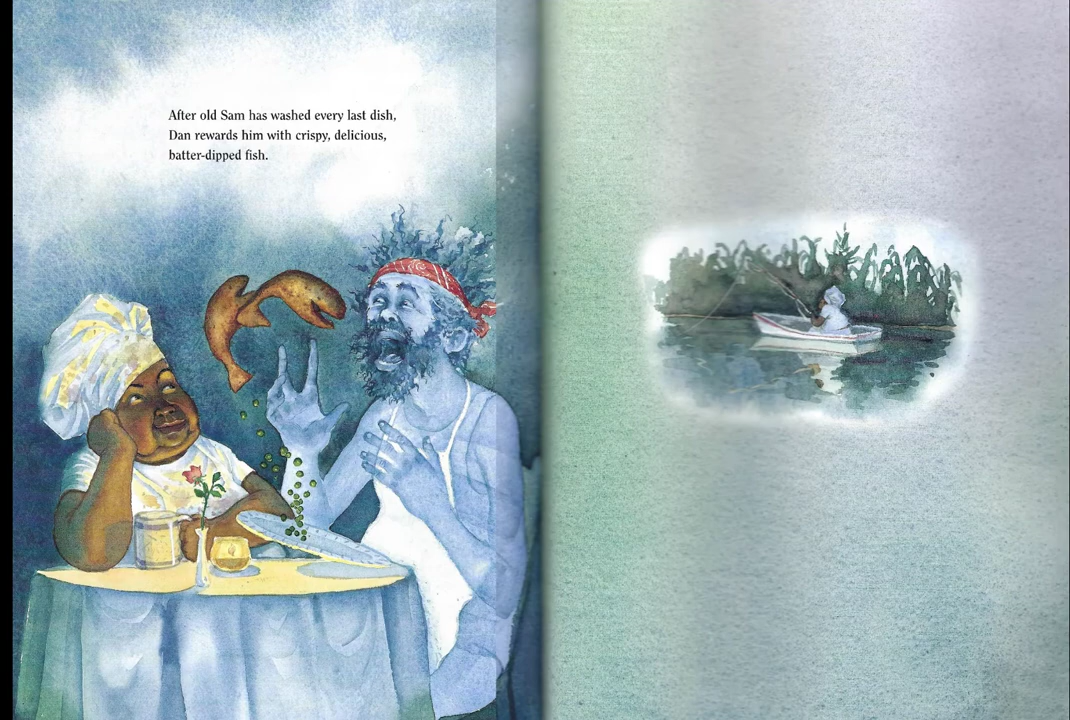 After old Sam has washed every last dish,
Dan rewards him with crispy, delicious,
batter-dipped fish.